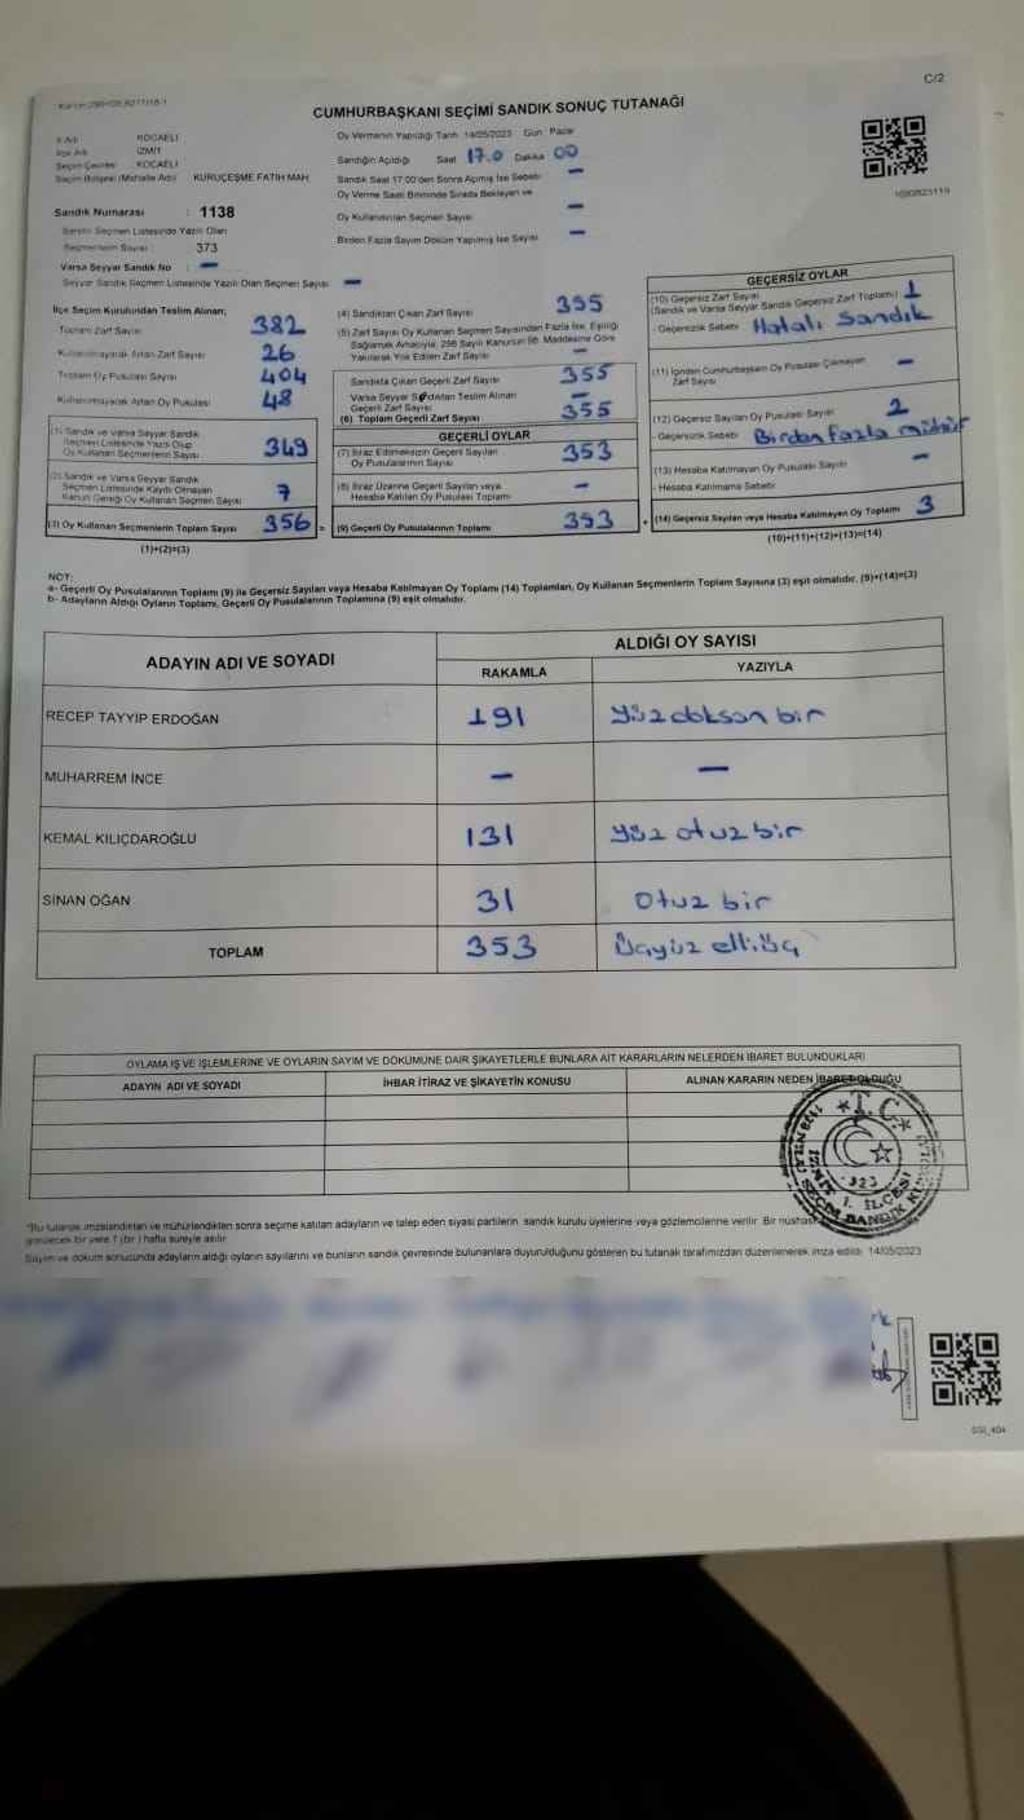 C/2
CUMHURBAŞKANI SEÇİMİ SANDIK SONUÇ TUTANAĞI
İl Adı KOCAELİ
İlçe Adı İZMİT
Seçim Çevresi KOCAELİ
Seçim Bölgesi (Mahalle Adı) KURUÇEŞME FATIH MAH
Sandık Numarası : 1138
Sandık Seçmen Listesinde Yazılı Olan
Seçmenlerin Sayısı 373
Varsa Seyyar Sandık No : -
Seyyar Sandık Seçmen Listesinde Yazılı Olan Seçmen Sayısı -
Oy Vermenin Yapıldığı Tarih 14/05/2023 Gün Pazar
Sandığın Açıldığı Saat 17.0 Dakika 00
Sandık Saat 17:00'den Sonra Açılmış İse Sebebi -
Oy Verme Saati Bitiminde Sırada Bekleyen ve
Oy Kullandırılan Seçmen Sayısı -
Birden Fazla Sayım Döküm Yapılmış İse Sayısı -
İlçe Seçim Kurulundan Teslim Alınan;
Toplam Zarf Sayısı 382
Kullanılmayarak Artan Zarf Sayısı 26
Toplam Oy Pusulası Sayısı 404
Kullanılmayarak Artan Oy Pusulası 48
(1) Sandık ve Varsa Seyyar Sandık
Seçmen Listesinde Yazılı Olup
Oy Kullanan Seçmenlerin Sayısı 349
(2) Sandık ve Varsa Seyyar Sandık
Seçmen Listesinde Kaydı Olmayan
Kanun Gereği Oy Kullanan Seçmen Sayısı 7
(3) Oy Kullanan Seçmenlerin Toplam Sayısı 356 =
(1)+(2)=(3)
(4) Sandıktan Çıkan Zarf Sayısı 355
(5) Zarf Sayısı Oy Kullanan Seçmen Sayısından Fazla İse, Eşitliği
Sağlamak Amacıyla, 298 Sayılı Kanunun 98. Maddesine Göre
Yakılarak Yok Edilen Zarf Sayısı -
Sandıkta Çıkan Geçerli Zarf Sayısı 355
Varsa Seyyar Sandıktan Teslim Alınan
Geçerli Zarf Sayısı -
(6) Toplam Geçerli Zarf Sayısı 355
GEÇERLİ OYLAR
(7) İtiraz Edilmeksizin Geçerli Sayılan
Oy Pusulalarının Sayısı 353
(8) İtiraz Üzerine Geçerli Sayılan veya
Hesaba Katılan Oy Pusulası Toplamı -
(9) Geçerli Oy Pusulalarının Toplamı 353 +
GEÇERSİZ OYLAR
(10) Geçersiz Zarf Sayısı
(Sandık ve Varsa Seyyar Sandık Geçersiz Zarf Toplamı) 1
- Geçersizlik Sebebi Hatalı Sandık
(11) İçinden Cumhurbaşkanı Oy Pusulası Çıkmayan
Zarf Sayısı -
(12) Geçersiz Sayılan Oy Pusulası Sayısı 2
- Geçersizlik Sebebi Birden fazla mühür
(13) Hesaba Katılmayan Oy Pusulası Sayısı -
- Hesaba Katılmama Sebebi
(14) Geçersiz Sayılan veya Hesaba Katılmayan Oy Toplamı 3
(10)+(11)+(12)+(13)=(14)
NOT:
a- Geçerli Oy Pusulalarının Toplamı (9) ile Geçersiz Sayılan veya Hesaba Katılmayan Oy Toplamı (14) Toplamları, Oy Kullanan Seçmenlerin Toplam Sayısına (3) eşit olmalıdır. (9)+(14)=(3)
b- Adayların Aldığı Oyların Toplamı, Geçerli Oy Pusulalarının Toplamına (9) eşit olmalıdır.
ADAYIN ADI VE SOYADI
ALDIĞI OY SAYISI
RAKAMLA YAZIYLA
RECEP TAYYİP ERDOĞAN 191 Yüzdoksan bir
MUHARREM İNCE - -
KEMAL KILIÇDAROĞLU 131 Yüz otuz bir
SİNAN OĞAN 31 Otuz bir
TOPLAM 353 Üçyüz elli üç
OYLAMA İŞ VE İŞLEMLERİNE VE OYLARIN SAYIM VE DÖKÜMÜNE DAİR ŞİKAYETLERLE BUNLARA AİT KARARLARIN NELERDEN İBARET BULUNDUKLARI
ADAYIN ADI VE SOYADI İHBAR İTİRAZ VE ŞİKAYETİN KONUSU ALINAN KARARIN NEDEN İBARET OLDUĞU
T.C.
İZMİT 1. İLÇESİ
*Bu tutanak imzalandıktan ve mühürlendikten sonra seçime katılan adayların ve talep eden siyasi partilerin sandık kurulu üyelerine veya gözlemcilerine verilir. Bir nüshası
görülecek bir yere 1 (bir) hafta süreyle asılır.
Sayım ve döküm sonucunda adayların aldığı oyların sayılarını ve bunların sandık çevresinde bulunanlara duyurulduğunu gösteren bu tutanak tarafımızdan düzenlenerek imza edildi. 14/05/2023